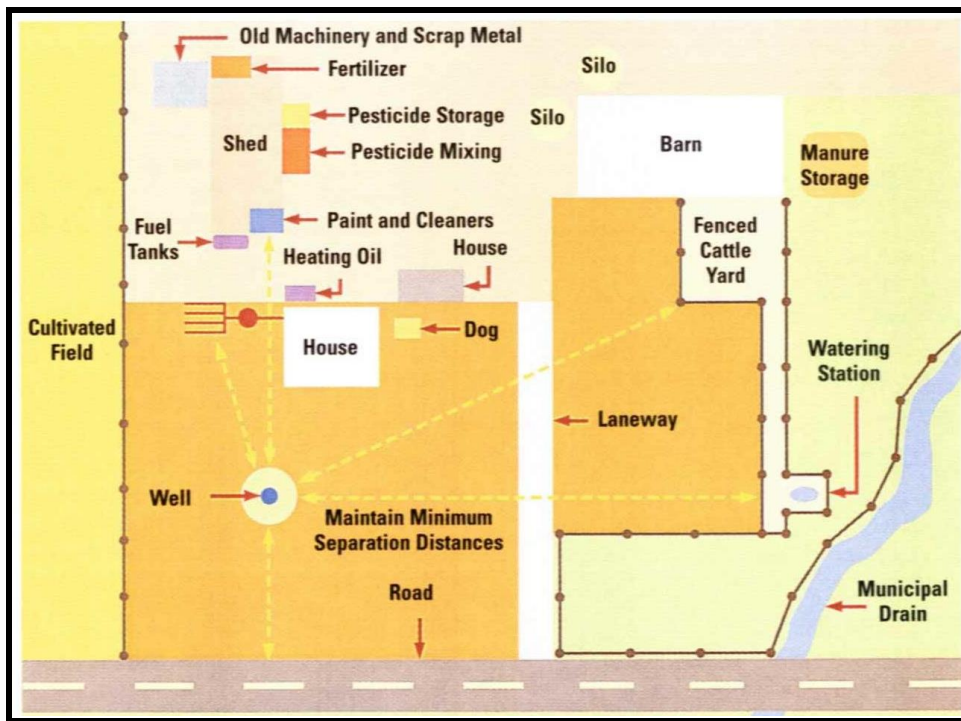 Old Machinery and Scrap Metal
Fertilizer
Silo
Pesticide Storage
Silo
Shed
Pesticide Mixing
Barn
Manure
Storage
Paint and Cleaners
Fuel
Tanks
Heating Oil
House
Fenced
Cattle
Yard
Cultivated
Field
House
Dog
Watering
Station
Laneway
Well
Maintain Minimum
Separation Distances
Road
Municipal
Drain